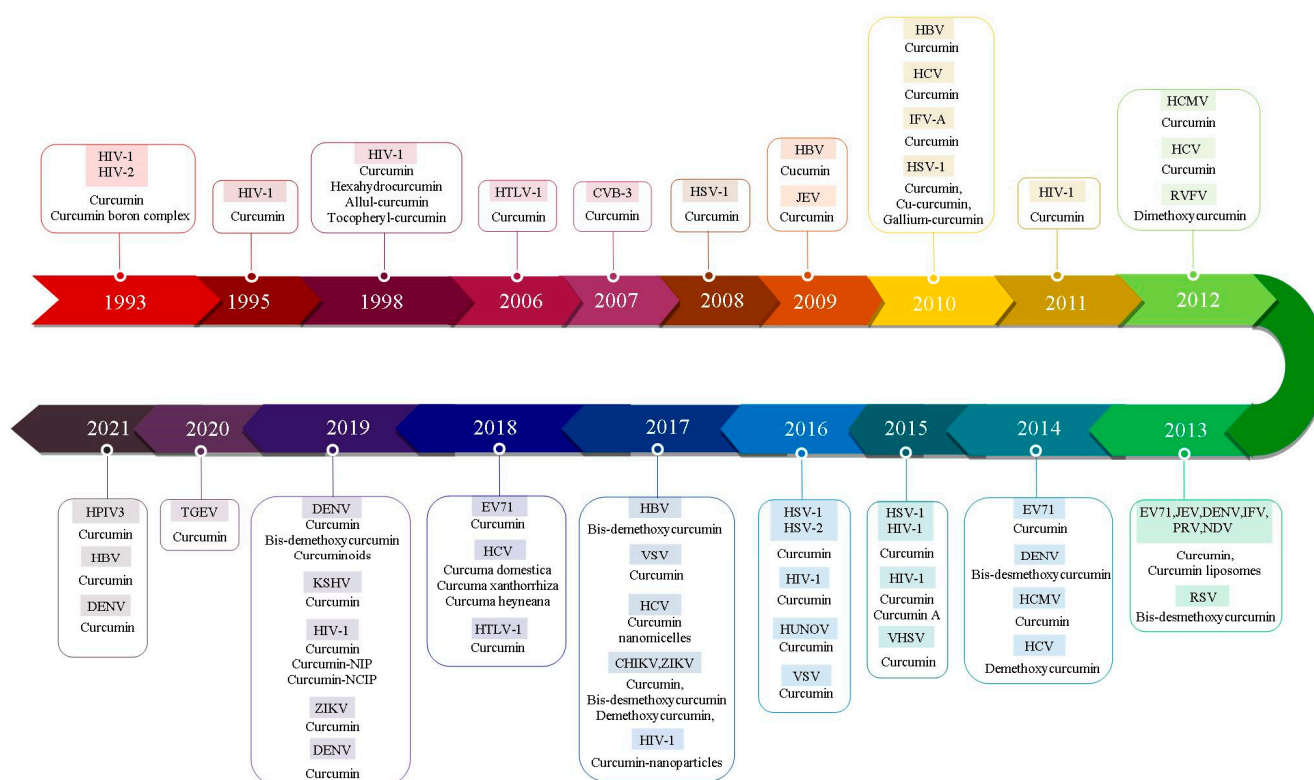 HIV-1
HIV-2
Curcumin
Curcumin boron complex
1993
HIV-1
Curcumin
1995
HIV-1
Curcumin
Hexahydrocurcumin
Allul-curcumin
Tocopheryl-curcumin
1998
HTLV-1
Curcumin
2006
CVB-3
Curcumin
2007
HSV-1
Curcumin
2008
HBV
Cucumin
JEV
Curcumin
2009
HBV
Curcumin
HCV
Curcumin
IFV-A
Curcumin
HSV-1
Curcumin,
Cu-curcumin,
Gallium-curcumin
2010
HIV-1
Curcumin
2011
HCMV
Curcumin
HCV
Curcumin
RVFV
Dimethoxycurcumin
2012
2013
EV71,JEV,DENV,IFV,
PRV,NDV
Curcumin,
Curcumin liposomes
RSV
Bis-desmethoxycurcumin
2014
EV71
Curcumin
DENV
Bis-desmethoxycurcumin
HCMV
Curcumin
HCV
Demethoxycurcumin
2015
HSV-1
HIV-1
Curcumin
HIV-1
Curcumin
Curcumin A
VHSV
Curcumin
2016
HSV-1
HSV-2
Curcumin
HIV-1
Curcumin
HUNOV
Curcumin
VSV
Curcumin
2017
HBV
Bis-demethoxycurcumin
VSV
Curcumin
HCV
Curcumin
nanomicelles
CHIKV,ZIKV
Curcumin,
Bis-desmethoxycurcumin
Demethoxycurcumin,
HIV-1
Curcumin-nanoparticles
2018
EV71
Curcumin
HCV
Curcuma domestica
Curcuma xanthorrhiza
Curcuma heyneana
HTLV-1
Curcumin
2019
DENV
Curcumin
Bis-demethoxycurcumin
Curcuminoids
KSHV
Curcumin
HIV-1
Curcumin
Curcumin-NIP
Curcumin-NCIP
ZIKV
Curcumin
DENV
Curcumin
2020
TGEV
Curcumin
2021
HPIV3
Curcumin
HBV
Curcumin
DENV
Curcumin